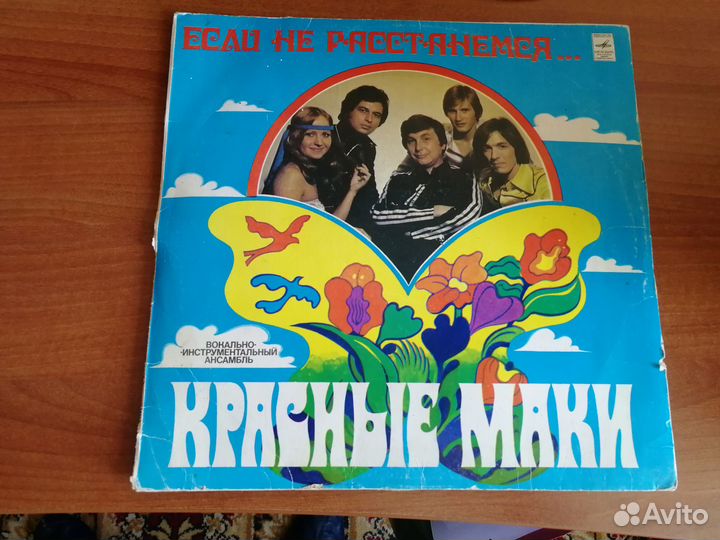 ЕСЛИ НЕ РАССТАНЕМСЯ...
ВОКАЛЬНО-
-ИНСТРУМЕНТАЛЬНЫЙ
АНСАМБЛЬ
КРАСНЫЕ МАКИ
Avito